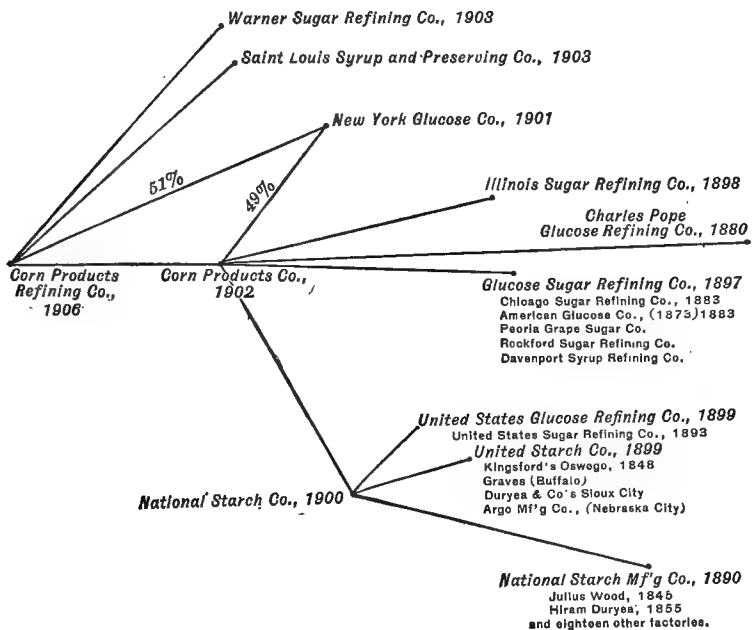 Warner Sugar Refining Co., 1903
Saint Louis Syrup and Preserving Co., 1903
New York Glucose Co., 1901
51%
49%
Illinois Sugar Refining Co., 1898
Charles Pope
Glucose Refining Co., 1880
Corn Products
Refining Co.,
1906
Corn Products Co.,
1902
Glucose Sugar Refining Co., 1897
Chicago Sugar Refining Co., 1883
American Glucose Co., (1873) 1883
Peoria Grape Sugar Co.
Rockford Sugar Refining Co.
Davenport Syrup Refining Co.
United States Glucose Refining Co., 1899
United States Sugar Refining Co., 1893
United Starch Co., 1899
Kingsford's Oswego, 1848
Graves (Buffalo)
Duryea & Co's Sioux City
Argo Mf'g Co., (Nebraska City)
National Starch Co., 1900
National Starch Mf'g Co., 1890
Julius Wood, 1845
Hiram Duryea, 1855
and eighteen other factories.